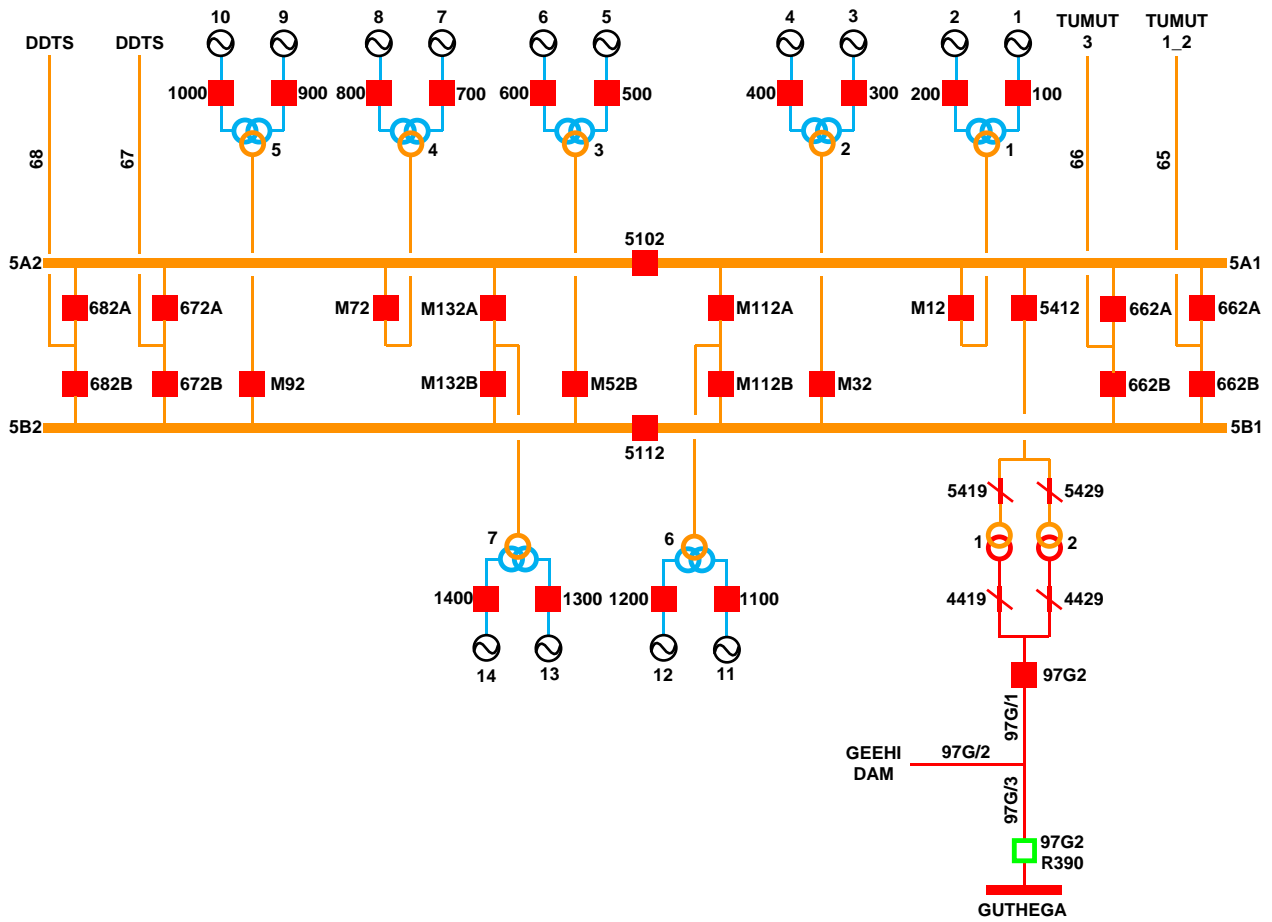 10
9
8
7
6
5
4
3
2
1
TUMUT
3
TUMUT
1_2
DDTS
DDTS
1000
900
800
700
600
500
400
300
200
100
5
4
3
2
1
68
67
66
65
5102
5A2
5A1
682A
672A
M72
M132A
M112A
M12
5412
662A
662A
682B
672B
M92
M132B
M52B
M112B
M32
662B
662B
5B2
5B1
5112
5419
5429
7
6
1
2
1400
1300
1200
1100
4419
4429
14
13
12
11
97G2
97G/1
GEEHI
DAM
97G/2
97G/3
97G2
R390
GUTHEGA